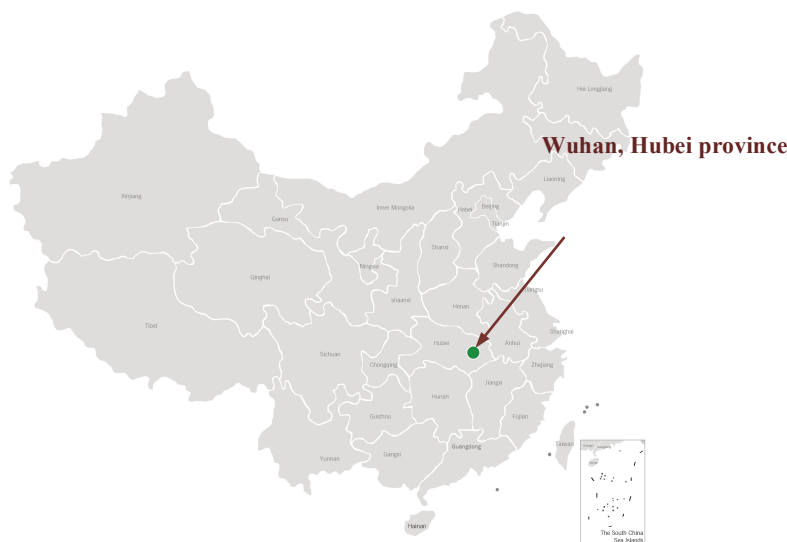 Hei Longjiang
Wuhan, Hubei province
Liaoning
Xinjiang
Inner Mongolia
Gansu
Hebei
Beijing
Tianjin
Shanxi
Ningxia
Shandong
Qinghai
Jiangsu
shaanxi
Henan
Tibet
Shanghai
Hubei
Anhui
Sichuan
Chongqing
Zhejiang
Jiangxi
Hunan
Guizhou
Fujian
Taiwan
Guangdong
Yunnan
Gangxi
Hainan
The South China
Sea Islands